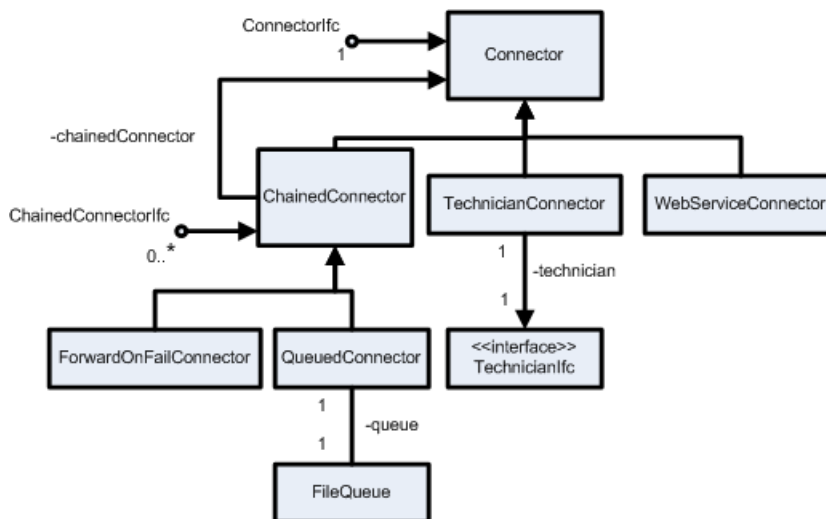 ConnectorIfc
1
Connector
-chainedConnector
ChainedConnector
TechnicianConnector
WebServiceConnector
ChainedConnectorIfc
0..*
1
-technician
1
ForwardOnFailConnector
QueuedConnector
<<interface>>
TechnicianIfc
1
-queue
1
FileQueue